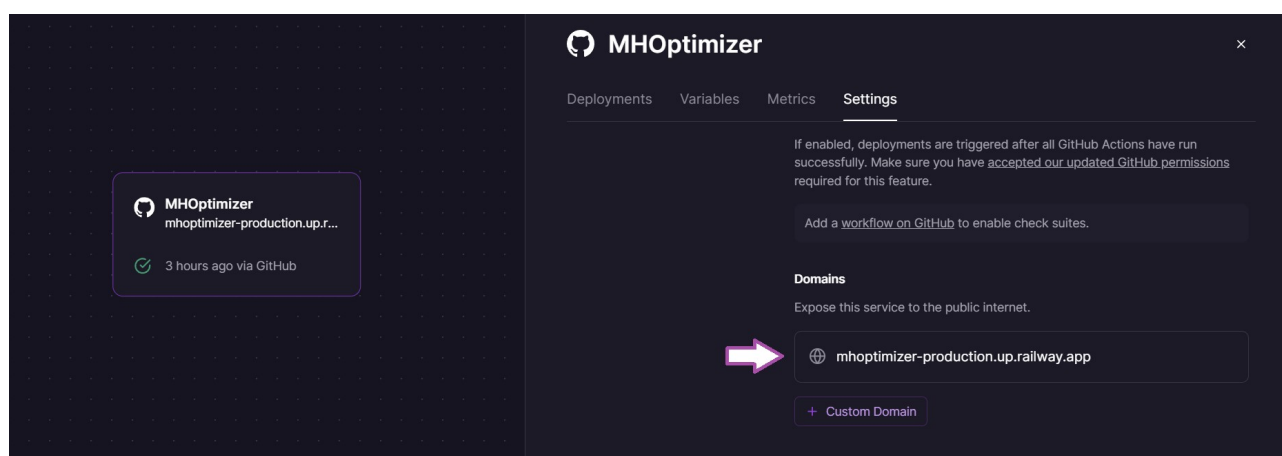 MHOptimizer
mhoptimizer-production.up.r...
3 hours ago via GitHub
MHOptimizer
Deployments Variables Metrics Settings
If enabled, deployments are triggered after all GitHub Actions have run
successfully. Make sure you have accepted our updated GitHub permissions
required for this feature.
Add a workflow on GitHub to enable check suites.
Domains
Expose this service to the public internet.
mhoptimizer-production.up.railway.app
+ Custom Domain